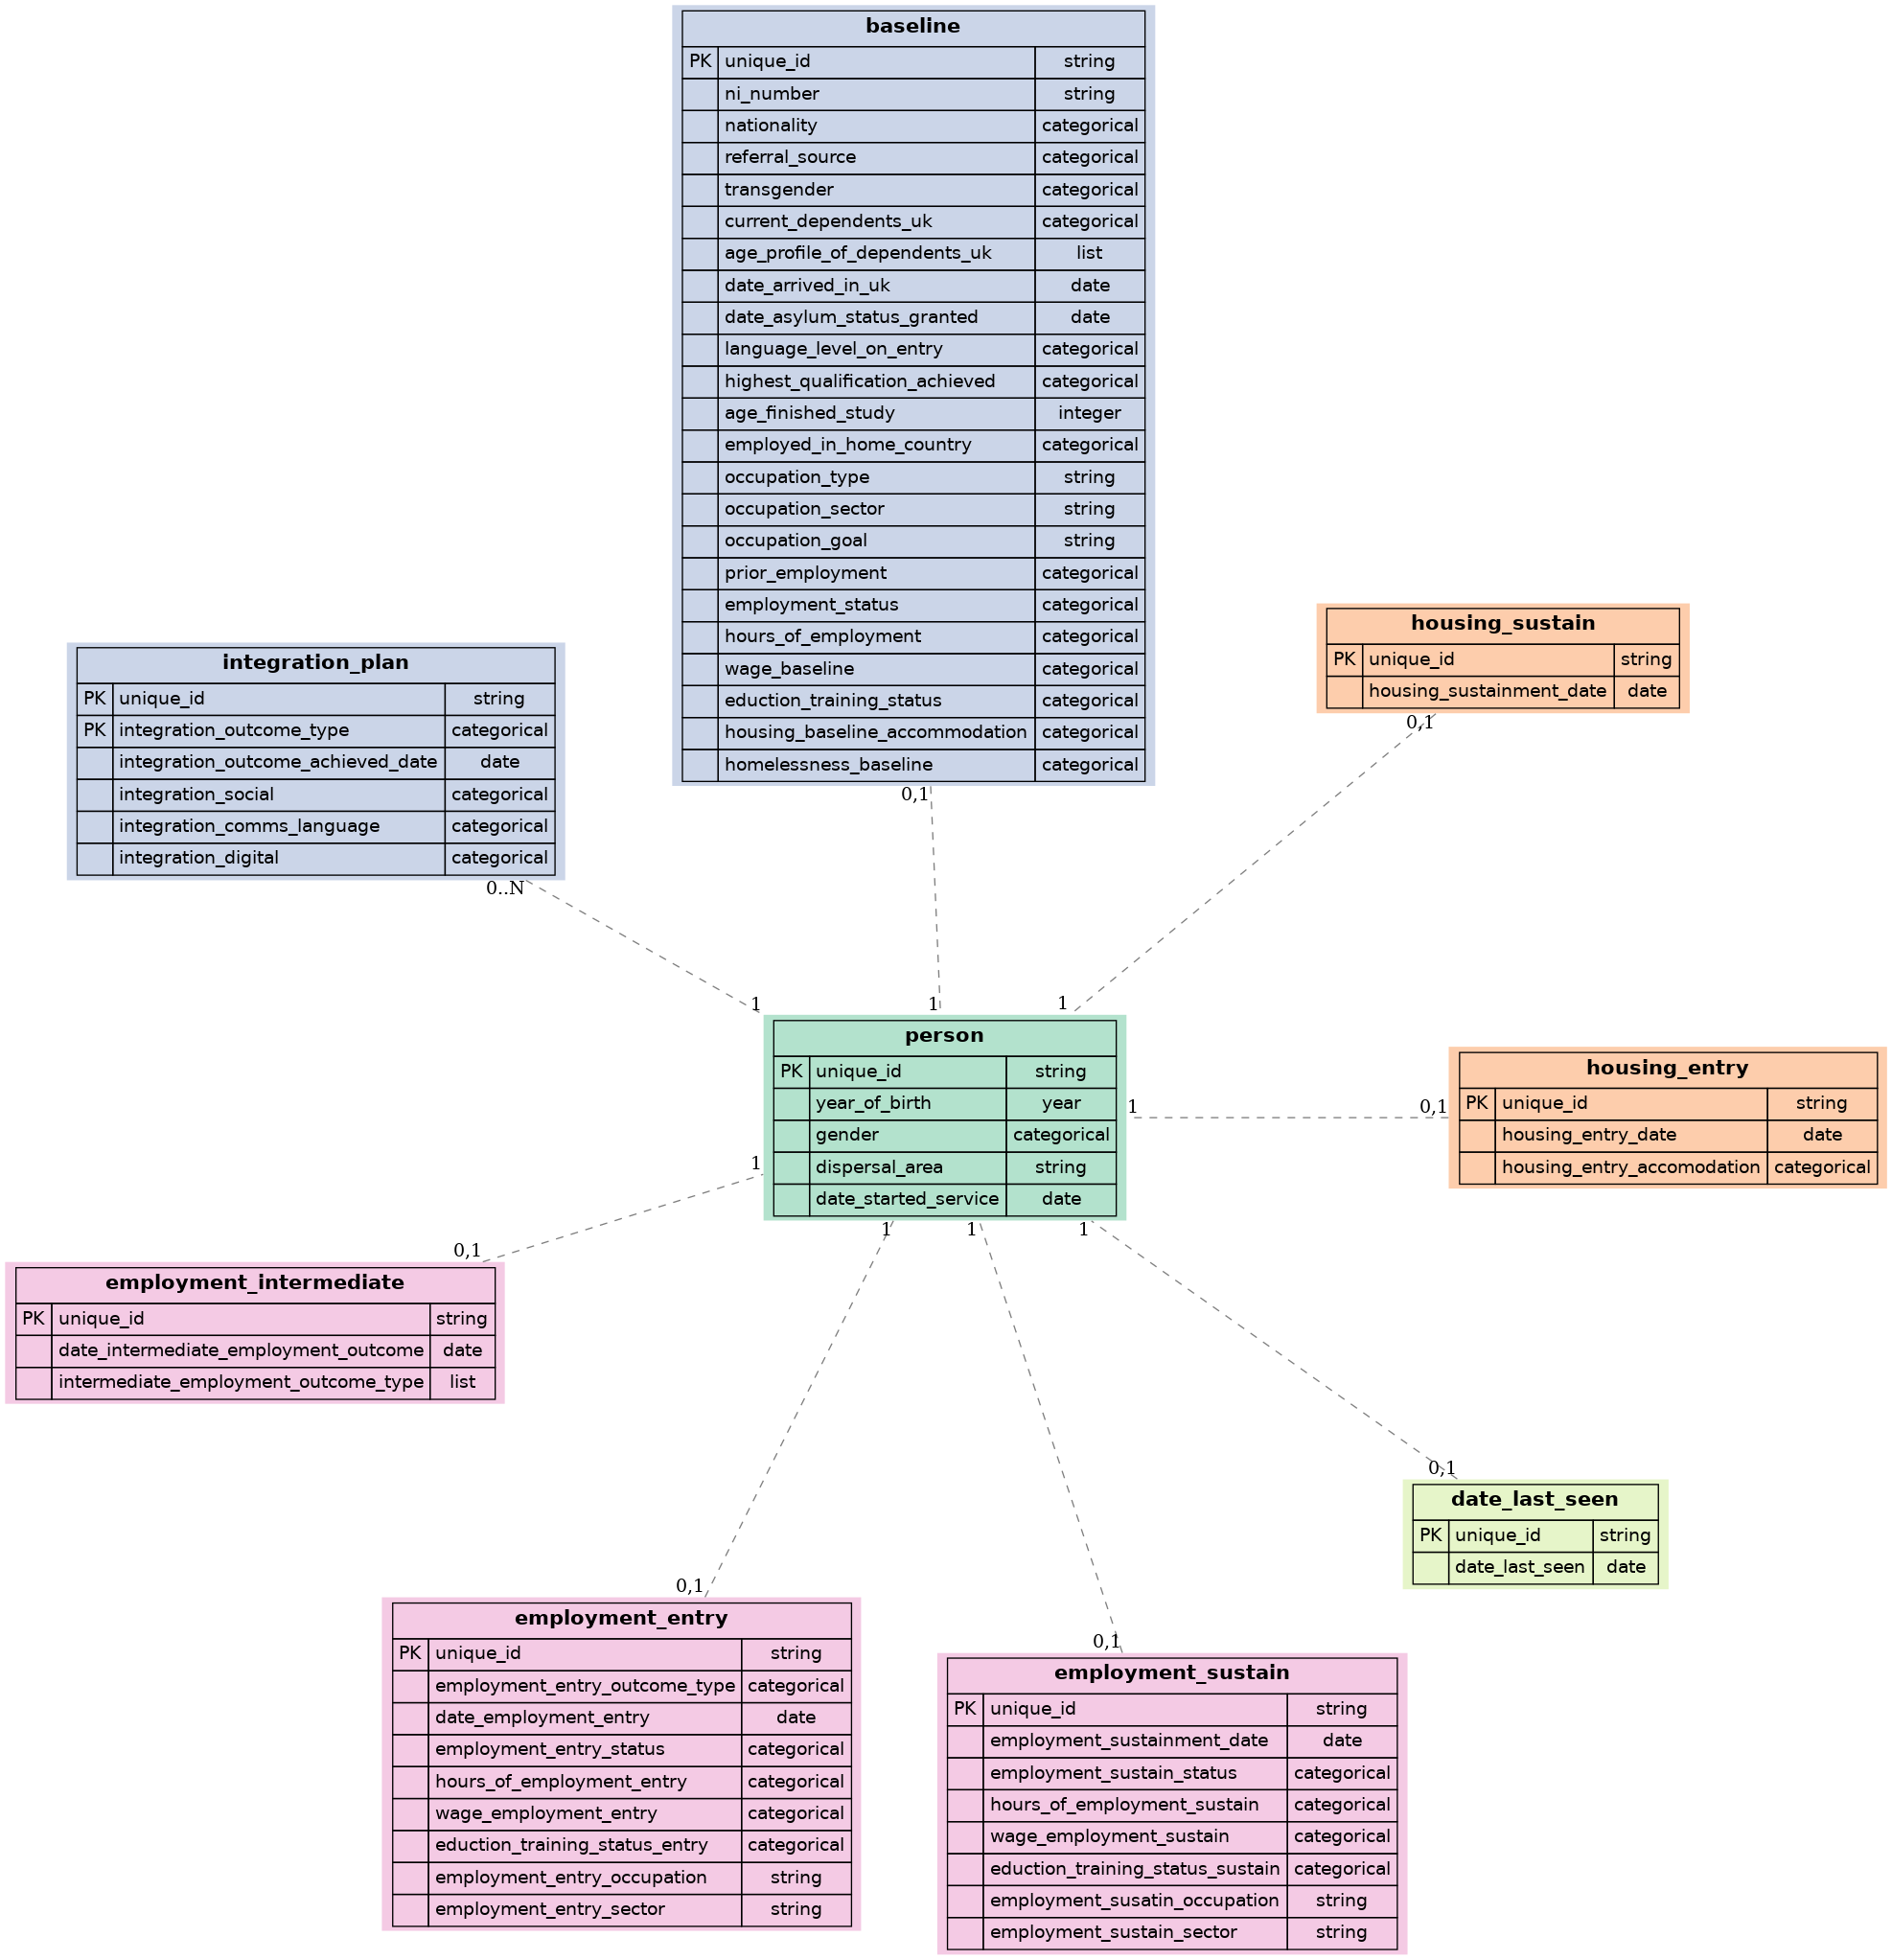 baseline
PK unique_id string
ni_number string
nationality categorical
referral_source categorical
transgender categorical
current_dependents_uk categorical
age_profile_of_dependents_uk list
date_arrived_in_uk date
date_asylum_status_granted date
language_level_on_entry categorical
highest_qualification_achieved categorical
age_finished_study integer
employed_in_home_country categorical
occupation_type string
occupation_sector string
occupation_goal string
prior_employment categorical
employment_status categorical
hours_of_employment categorical
wage_baseline categorical
eduction_training_status categorical
housing_baseline_accommodation categorical
homelessness_baseline categorical
0,1
1
housing_sustain
PK unique_id string
housing_sustainment_date date
0,1
1
integration_plan
PK unique_id string
PK integration_outcome_type categorical
integration_outcome_achieved_date date
integration_social categorical
integration_comms_language categorical
integration_digital categorical
0..N
1
person
PK unique_id string
year_of_birth year
gender categorical
dispersal_area string
date_started_service date
1
0,1
housing_entry
PK unique_id string
housing_entry_date date
housing_entry_accomodation categorical
1
0,1
employment_intermediate
PK unique_id string
date_intermediate_employment_outcome date
intermediate_employment_outcome_type list
1
1
1
0,1
date_last_seen
PK unique_id string
date_last_seen date
0,1
employment_entry
PK unique_id string
employment_entry_outcome_type categorical
date_employment_entry date
employment_entry_status categorical
hours_of_employment_entry categorical
wage_employment_entry categorical
eduction_training_status_entry categorical
employment_entry_occupation string
employment_entry_sector string
0,1
employment_sustain
PK unique_id string
employment_sustainment_date date
employment_sustain_status categorical
hours_of_employment_sustain categorical
wage_employment_sustain categorical
eduction_training_status_sustain categorical
employment_susatin_occupation string
employment_sustain_sector string